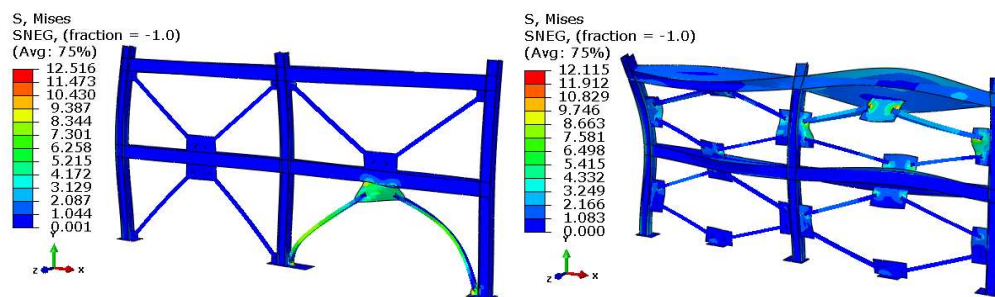 S, Mises
SNEG, (fraction = -1.0)
(Avg: 75%)
12.516
11.473
10.430
9.387
8.344
7.301
6.258
5.215
4.172
3.129
2.087
1.044
0.001
Y
Z
X
S, Mises
SNEG, (fraction = -1.0)
(Avg: 75%)
12.115
11.912
10.829
9.746
8.663
7.581
6.498
5.415
4.332
3.249
2.166
1.083
0.000
Y
Z
X